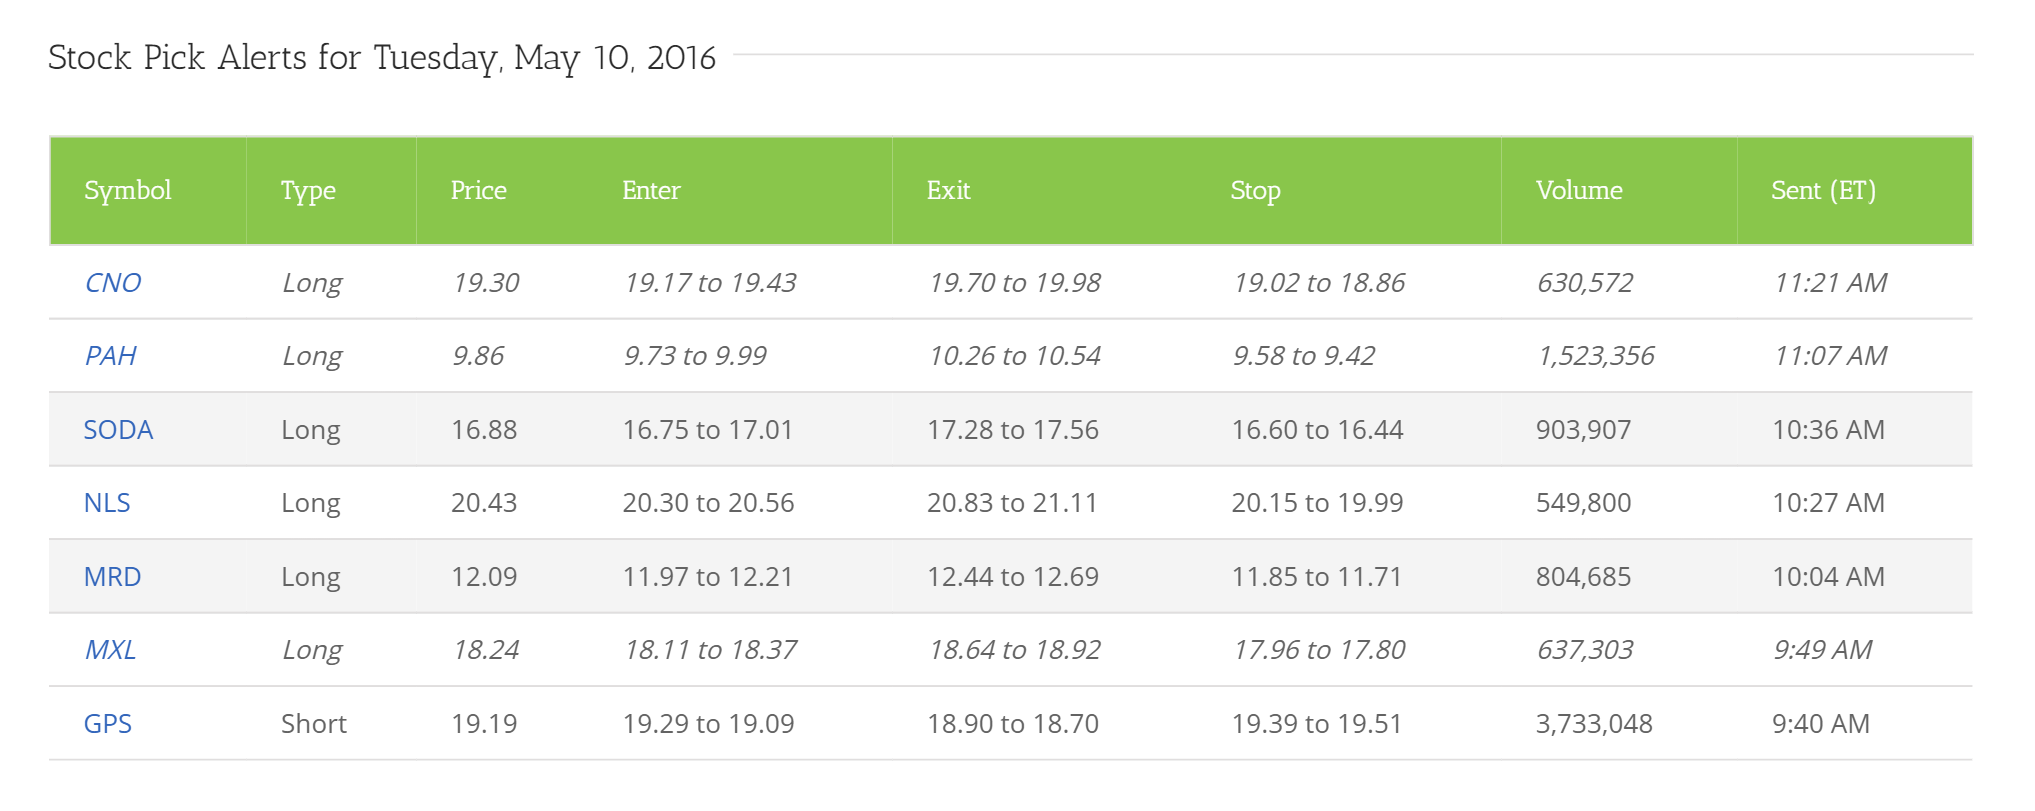 Stock Pick Alerts for Tuesday, May 10, 2016
Symbol Type Price Enter Exit Stop Volume Sent (ET)
CNO Long 19.30 19.17 to 19.43 19.70 to 19.98 19.02 to 18.86 630,572 11:21 AM
PAH Long 9.86 9.73 to 9.99 10.26 to 10.54 9.58 to 9.42 1,523,356 11:07 AM
SODA Long 16.88 16.75 to 17.01 17.28 to 17.56 16.60 to 16.44 903,907 10:36 AM
NLS Long 20.43 20.30 to 20.56 20.83 to 21.11 20.15 to 19.99 549,800 10:27 AM
MRD Long 12.09 11.97 to 12.21 12.44 to 12.69 11.85 to 11.71 804,685 10:04 AM
MXL Long 18.24 18.11 to 18.37 18.64 to 18.92 17.96 to 17.80 637,303 9:49 AM
GPS Short 19.19 19.29 to 19.09 18.90 to 18.70 19.39 to 19.51 3,733,048 9:40 AM